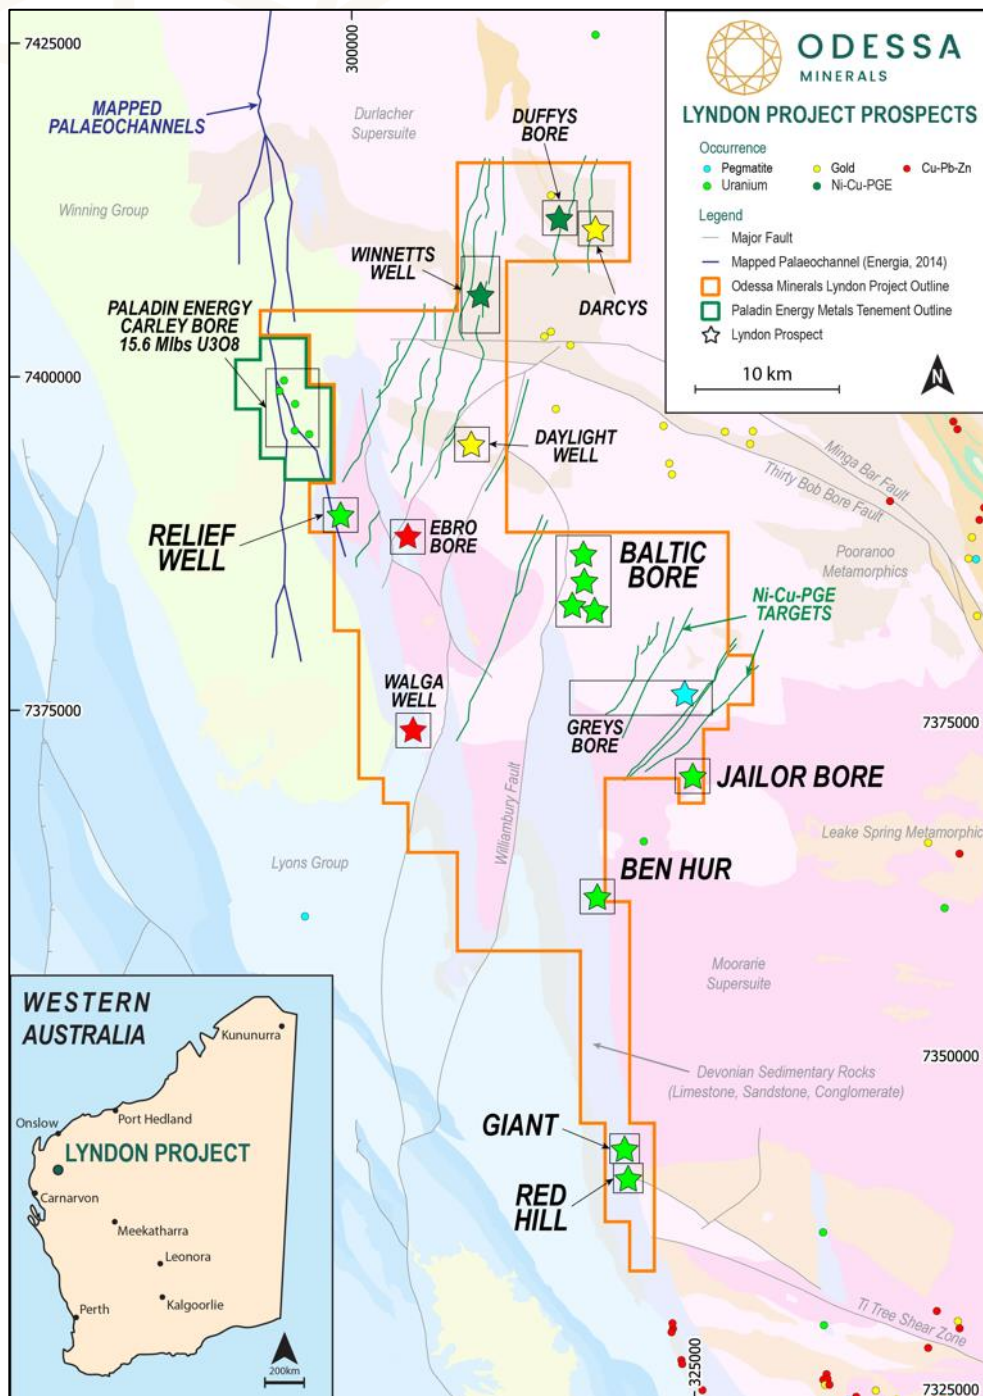 7425000
300000
ODESSA
MINERALS
LYNDON PROJECT PROSPECTS
Occurrence
Pegmatite
Gold
Cu-Pb-Zn
Uranium
Ni-Cu-PGE
Legend
Major Fault
Mapped Palaeochannel (Energia, 2014)
Odessa Minerals Lyndon Project Outline
Paladin Energy Metals Tenement Outline
Lyndon Prospect
10 km
N
MAPPED
PALAEOCHANNELS
Durlacher
Supersuite
DUFFYS
BORE
Winning Group
WINNETTS
WELL
DARCYS
PALADIN ENERGY
CARLEY BORE
15.6 Mlbs U3O8
7400000
DAYLIGHT
WELL
Minga Bar Fault
Thirty Bob Bore Fault
RELIEF
WELL
EBRO
BORE
BALTIC
BORE
Pooranoo
Metamorphics
Ni-Cu-PGE
TARGETS
WALGA
WELL
7375000
GREYS
BORE
7375000
JAILOR BORE
Williambury Fault
Leake Spring Metamorphic
Lyons Group
BEN HUR
Moorarie
Supersuite
WESTERN
AUSTRALIA
Kununurra
7350000
Devonian Sedimentary Rocks
(Limestone, Sandstone, Conglomerate)
Port Hedland
Onslow
LYNDON PROJECT
GIANT
Carnarvon
RED
HILL
Meekatharra
Leonora
Kalgoorlie
Perth
Ti Tree Shear Zone
200km
325000
7325000